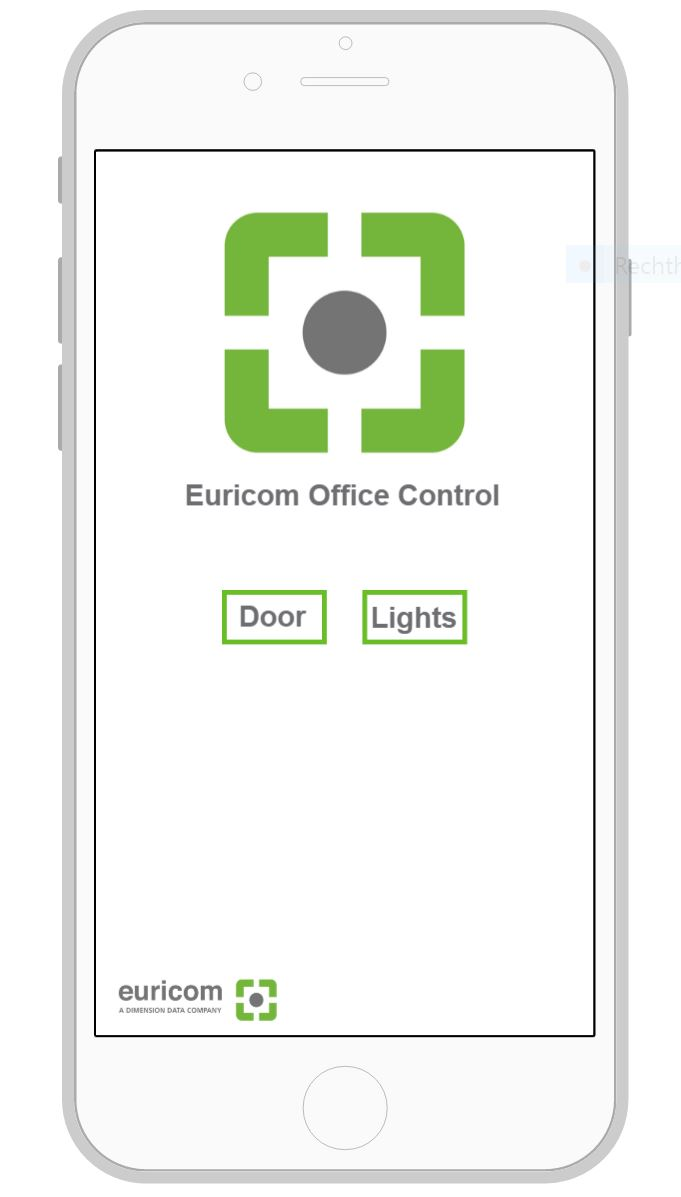 Euricom Office Control
Door
Lights
euricom
A DIMENSION DATA COMPANY